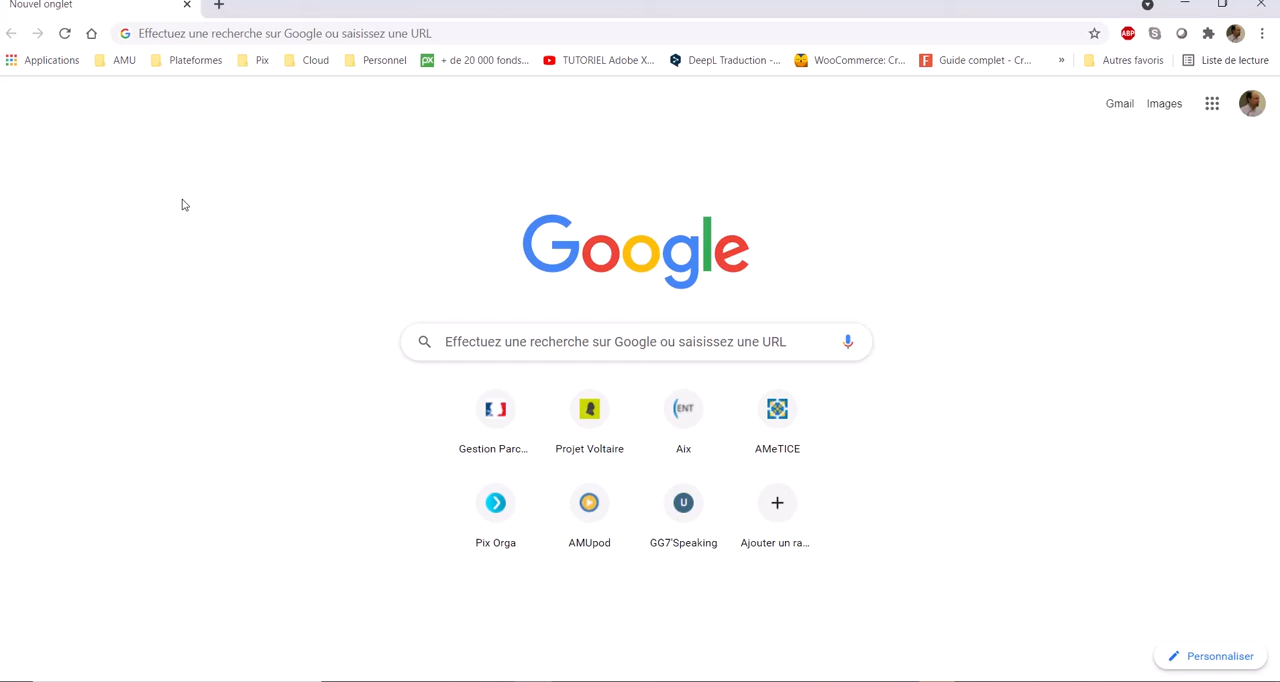 Nouvel onglet
Effectuez une recherche sur Google ou saisissez une URL
ABP
Applications AMU Plateformes Pix Cloud Personnel px + de 20 000 fonds... TUTORIEL Adobe X... DeepL Traduction -... WooCommerce: Cr... F Guide complet - Cr... » Autres favoris Liste de lecture
Gmail Images
Google
Effectuez une recherche sur Google ou saisissez une URL
ENT
Gestion Parc... Projet Voltaire Aix AMeTICE
U
Pix Orga AMUpod GG7'Speaking Ajouter un ra...
Personnaliser